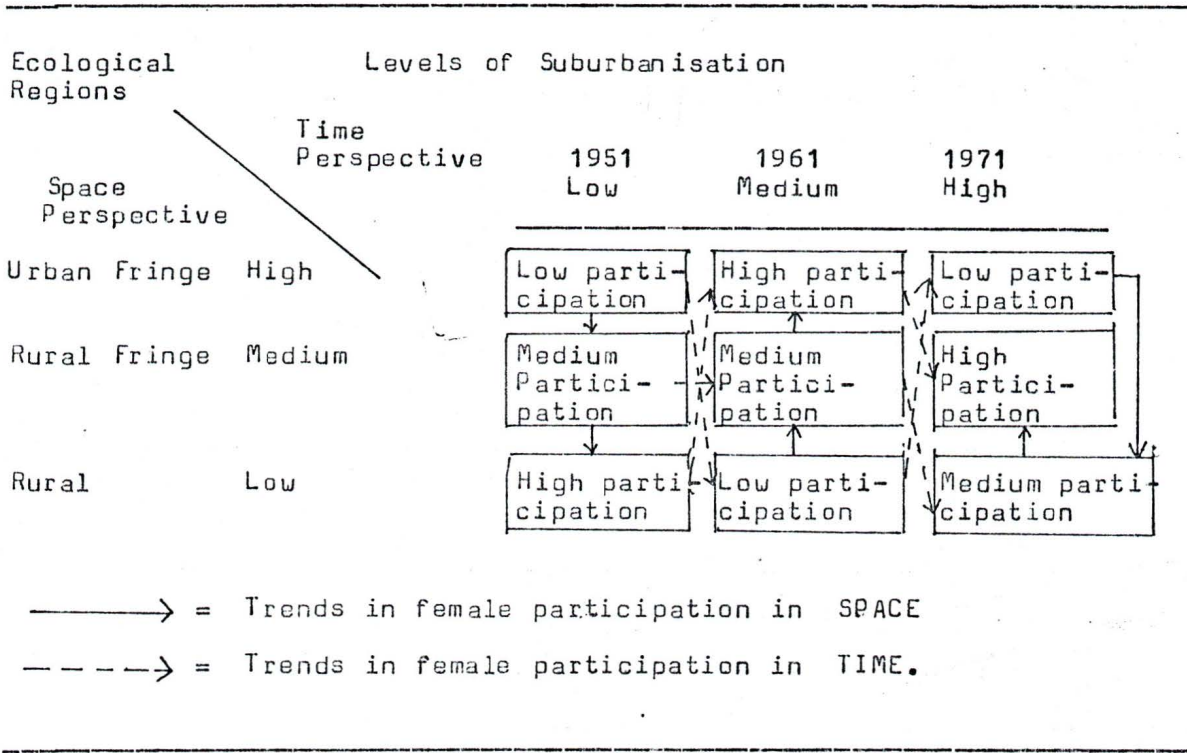 Ecological Levels of Suburbanisation
Regions
Time
Perspective 1951 1961 1971
Space Low Medium High
Perspective
Urban Fringe High Low parti- High parti- Low parti-
cipation cipation cipation
Rural Fringe Medium Medium Medium High
Partici- Partici- Partici-
pation pation pation
Rural Low High parti- Low parti- Medium parti-
cipation cipation cipation
= Trends in female participation in SPACE
= Trends in female participation in TIME.